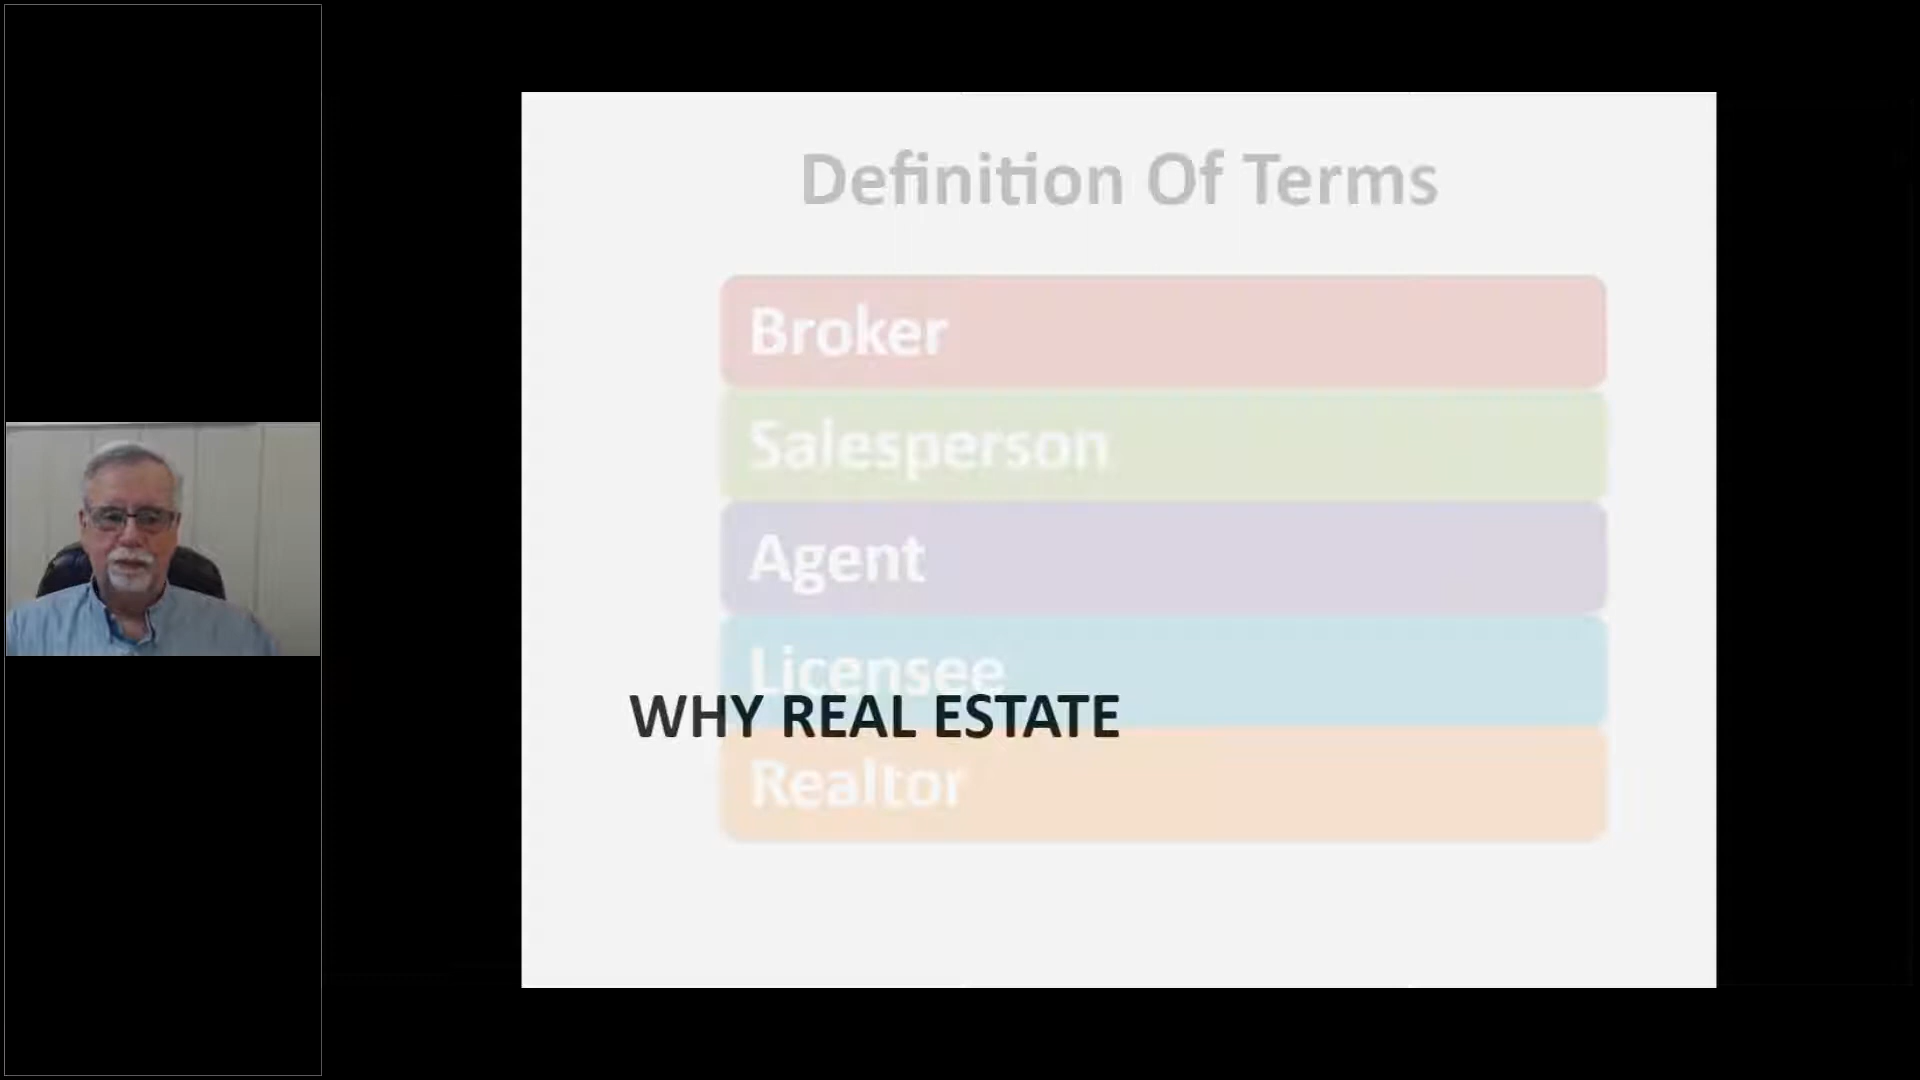 Definition Of Terms
Broker
Salesperson
Agent
Licensee
WHY REAL ESTATE
Realtor